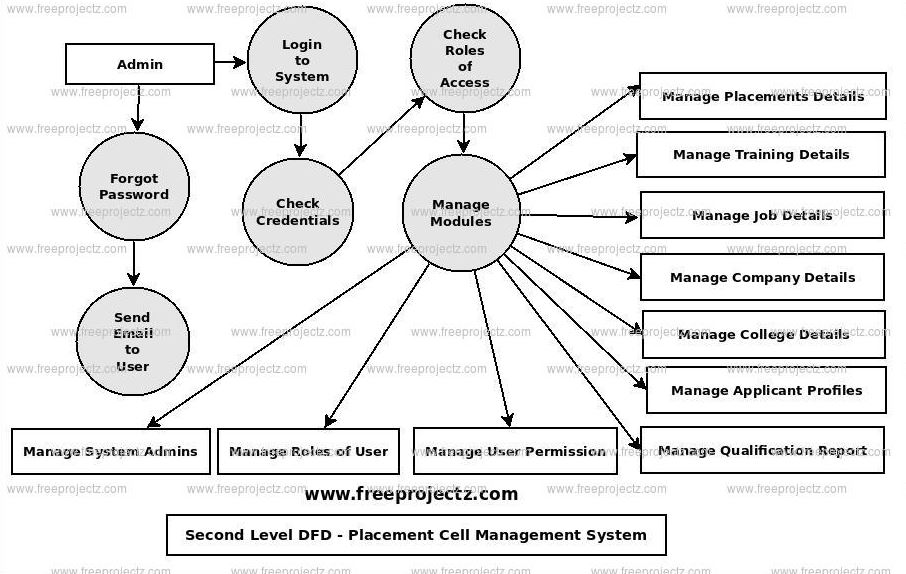 Admin
Login
to
System
Check
Roles
of
Access
Forgot
Password
Check
Credentials
Manage
Modules
Send
Email
to
User
Manage Placements Details
Manage Training Details
Manage Job Details
Manage Company Details
Manage College Details
Manage Applicant Profiles
Manage Qualification Report
Manage System Admins
Manage Roles of User
Manage User Permission
www.freeprojectz.com
Second Level DFD - Placement Cell Management System